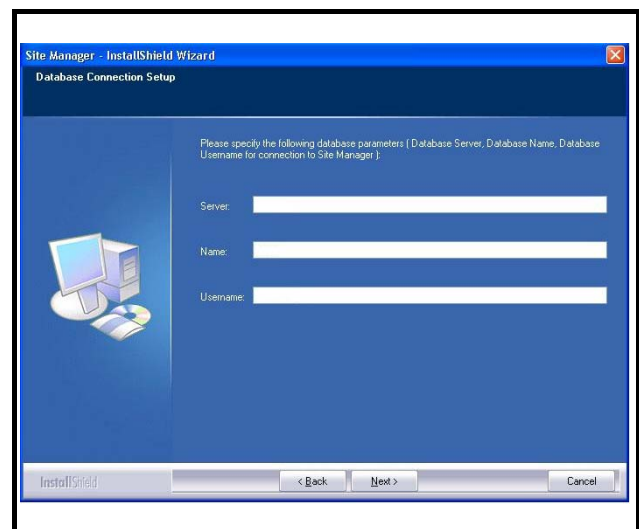 Site Manager - InstallShield Wizard
Database Connection Setup
Please specify the following database parameters ( Database Server, Database Name, Database
Username for connection to Site Manager ):
Server:
Name:
Username:
InstallShield
< Back
Next >
Cancel